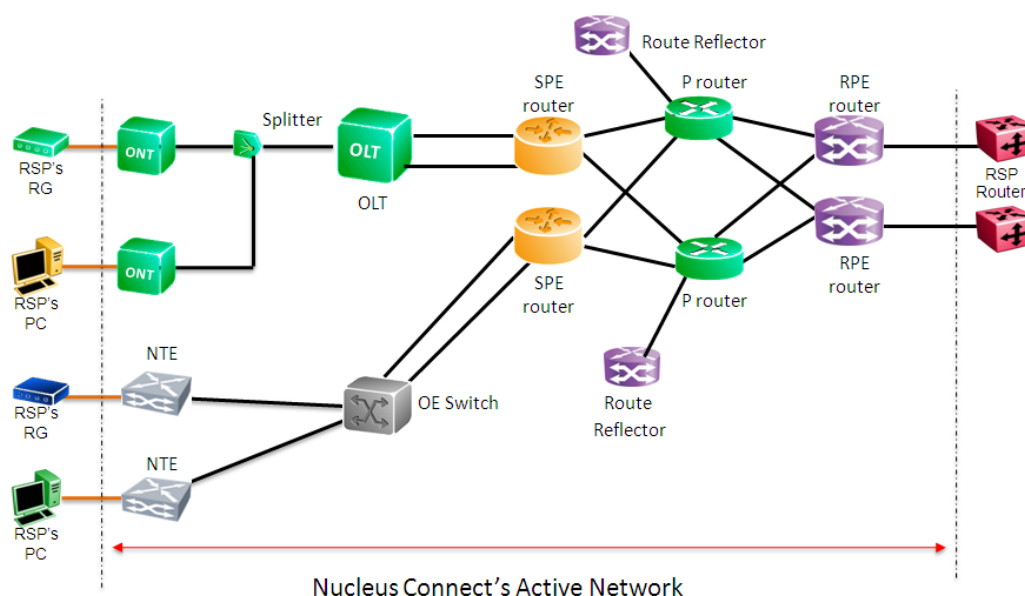 Route Reflector
SPE
router
P router
RPE
router
Splitter
ONT
OLT
RSP's
RG
OLT
RSP
Router
ONT
SPE
router
P router
RPE
router
RSP's
PC
NTE
OE Switch
RSP's
RG
Route
Reflector
NTE
RSP's
PC
Nucleus Connect's Active Network